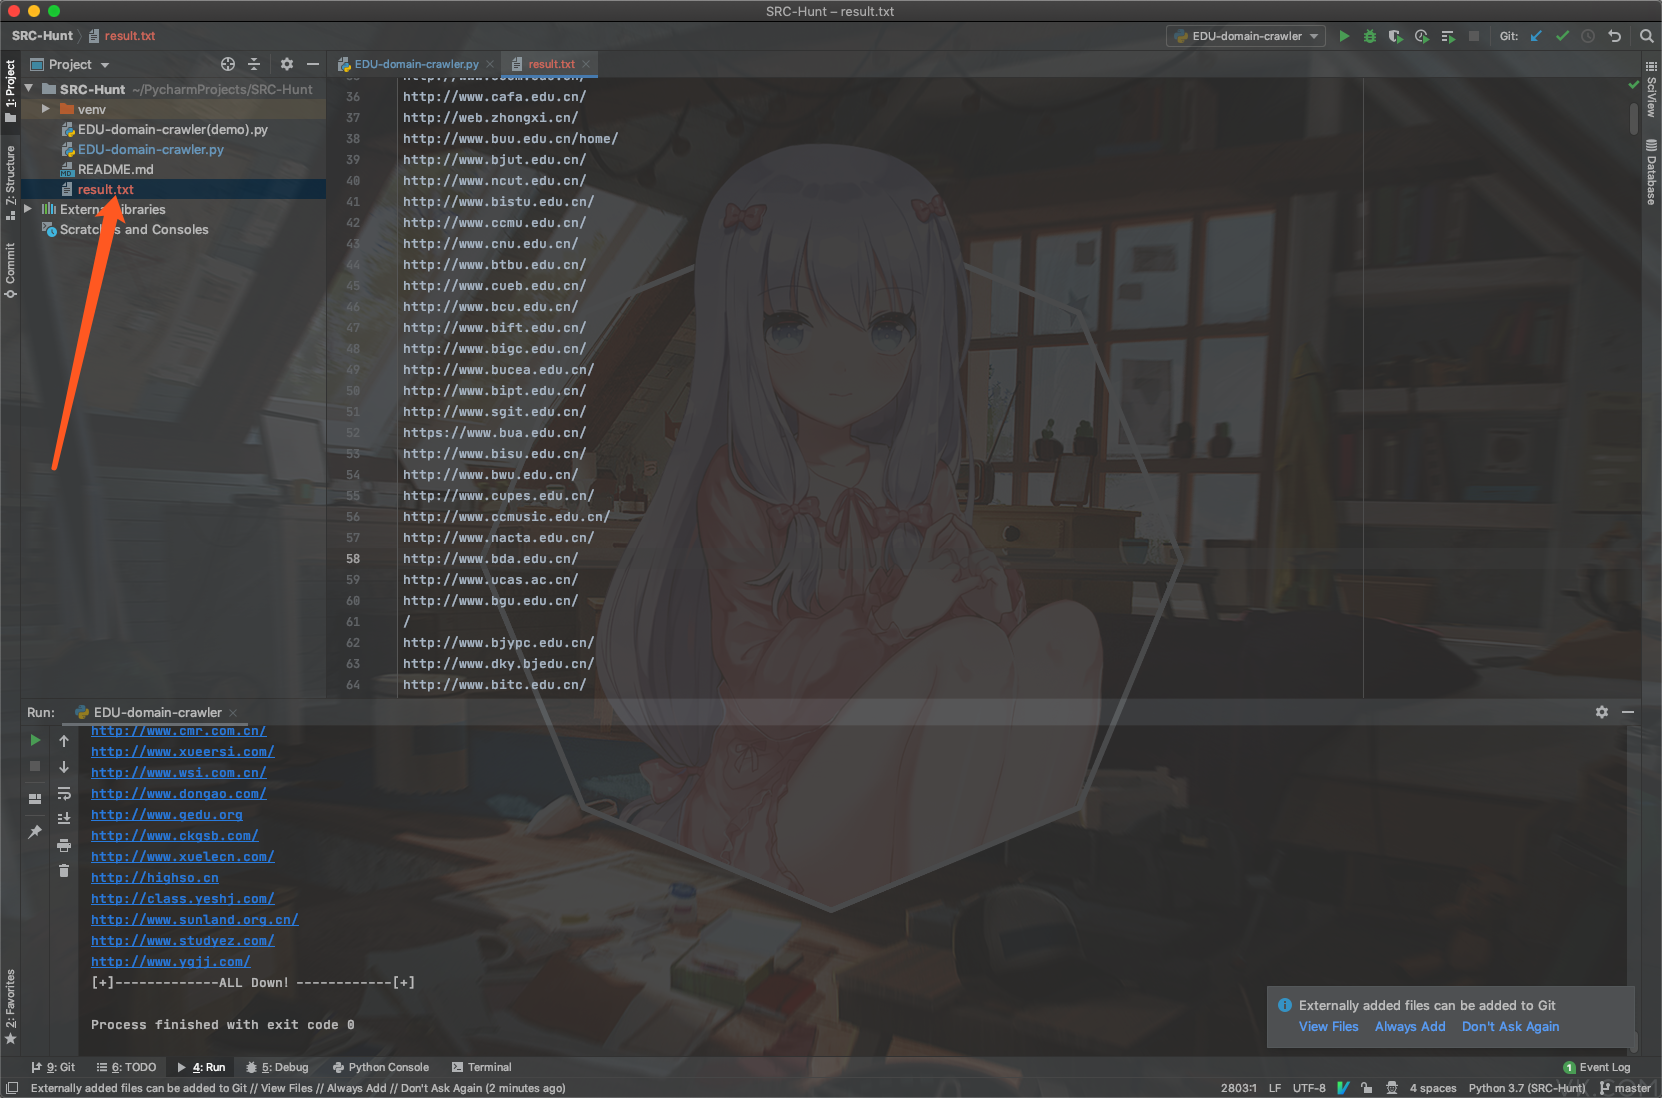 SRC-Hunt – result.txt
SRC-Hunt result.txt
EDU-domain-crawler Git:
1: Project
Z: Structure
Commit
2: Favorites
SciView
Database
Project
SRC-Hunt ~/PycharmProjects/SRC-Hunt
venv
EDU-domain-crawler(demo).py
EDU-domain-crawler.py
README.md
result.txt
External Libraries
Scratches and Consoles
EDU-domain-crawler.py result.txt
36 http://www.cafa.edu.cn/
37 http://web.zhongxi.cn/
38 http://www.buu.edu.cn/home/
39 http://www.bjut.edu.cn/
40 http://www.ncut.edu.cn/
41 http://www.bistu.edu.cn/
42 http://www.ccmu.edu.cn/
43 http://www.cnu.edu.cn/
44 http://www.btbu.edu.cn/
45 http://www.cueb.edu.cn/
46 http://www.bcu.edu.cn/
47 http://www.bift.edu.cn/
48 http://www.bigc.edu.cn/
49 http://www.bucea.edu.cn/
50 http://www.bipt.edu.cn/
51 http://www.sgit.edu.cn/
52 https://www.bua.edu.cn/
53 http://www.bisu.edu.cn/
54 http://www.bwu.edu.cn/
55 http://www.cupes.edu.cn/
56 http://www.ccmusic.edu.cn/
57 http://www.nacta.edu.cn/
58 http://www.bda.edu.cn/
59 http://www.ucas.ac.cn/
60 http://www.bgu.edu.cn/
61 /
62 http://www.bjypc.edu.cn/
63 http://www.dky.bjedu.cn/
64 http://www.bitc.edu.cn/
Run: EDU-domain-crawler
http://www.cmr.com.cn/
http://www.xueersi.com/
http://www.wsi.com.cn/
http://www.dongao.com/
http://www.gedu.org
http://www.ckgsb.com/
http://www.xuelecn.com/
http://highso.cn
http://class.yeshj.com/
http://www.sunland.org.cn/
http://www.studyez.com/
http://www.ygjj.com/
[+]-------------ALL Down! ------------[+]
Process finished with exit code 0
Externally added files can be added to Git
View Files Always Add Don't Ask Again
9: Git 6: TODO 4: Run 5: Debug Python Console Terminal 1 Event Log
Externally added files can be added to Git // View Files // Always Add // Don't Ask Again (2 minutes ago) 2803:1 LF UTF-8 4 spaces Python 3.7 (SRC-Hunt) master